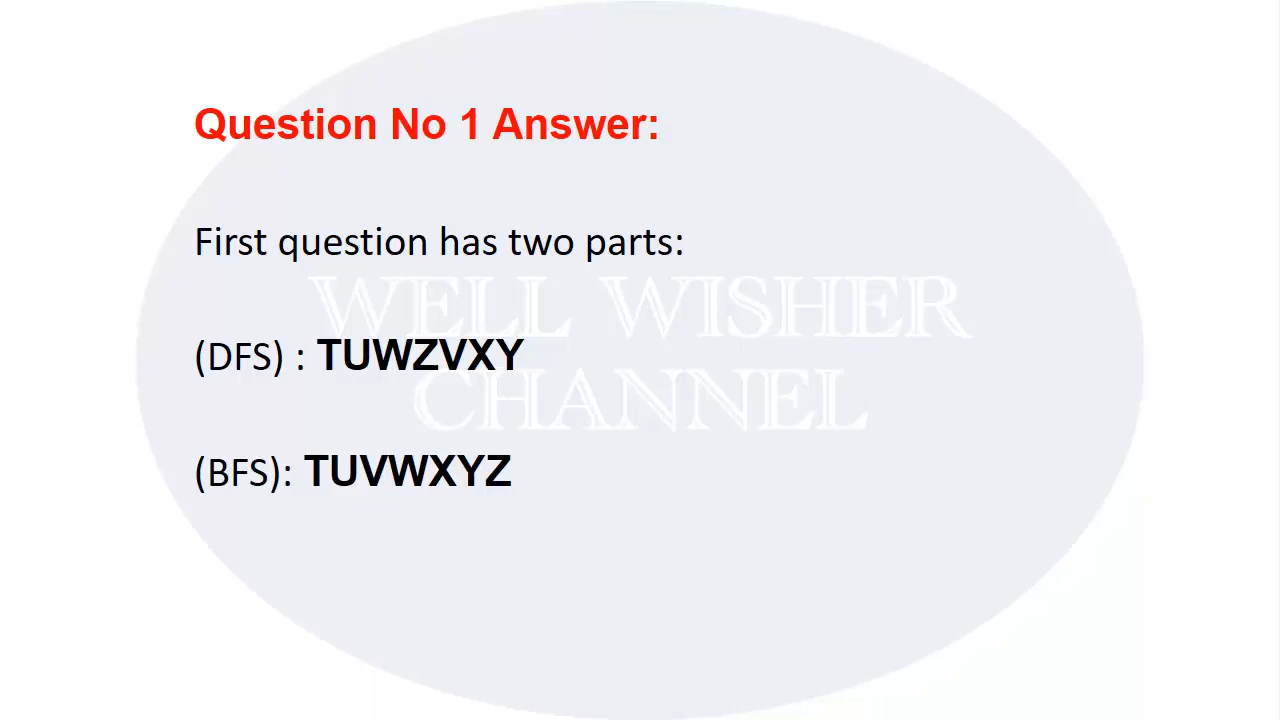 Question No 1 Answer:
First question has two parts:
WELL WISHER
(DFS) : TUWZVXY
CHANNEL
(BFS): TUVWXYZ